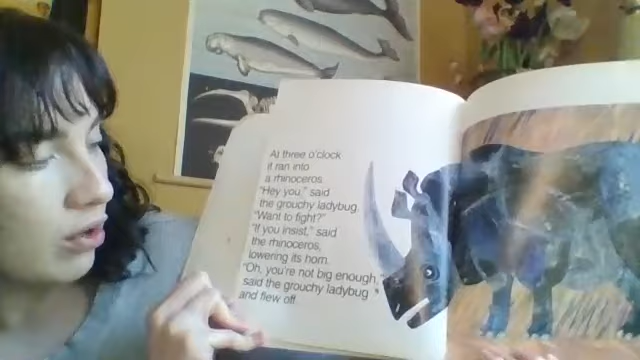 At three o'clock
it ran into
a rhinoceros.
"Hey you," said
the grouchy ladybug.
"Want to fight?"
"If you insist," said
the rhinoceros,
lowering its horn.
"Oh, you're not big enough,"
said the grouchy ladybug
and flew off.